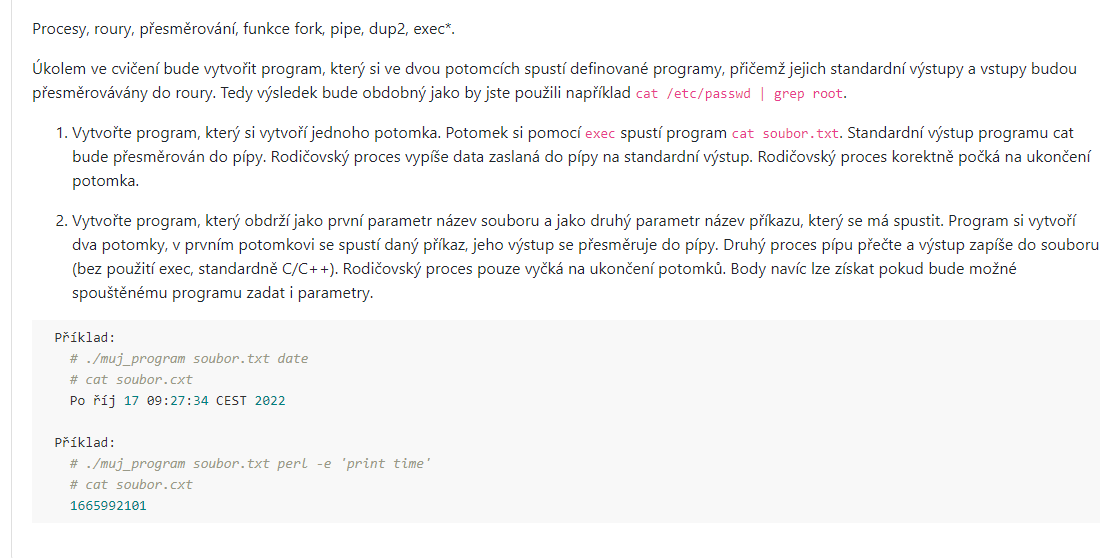 Procesy, roury, přesměrování, funkce fork, pipe, dup2, exec*.
Úkolem ve cvičení bude vytvořit program, který si ve dvou potomcích spustí definované programy, přičemž jejich standardní výstupy a vstupy budou
přesměrovávány do roury. Tedy výsledek bude obdobný jako by jste použili například cat /etc/passwd | grep root.
1. Vytvořte program, který si vytvoří jednoho potomka. Potomek si pomocí exec spustí program cat soubor.txt. Standardní výstup programu cat
bude přesměrován do pípy. Rodičovský proces vypíše data zaslaná do pípy na standardní výstup. Rodičovský proces korektně počká na ukončení
potomka.
2. Vytvořte program, který obdrží jako první parametr název souboru a jako druhý parametr název příkazu, který se má spustit. Program si vytvoří
dva potomky, v prvním potomkovi se spustí daný příkaz, jeho výstup se přesměruje do pípy. Druhý proces pípu přečte a výstup zapíše do souboru
(bez použití exec, standardně C/C++). Rodičovský proces pouze vyčká na ukončení potomků. Body navíc lze získat pokud bude možné
spouštěnému programu zadat i parametry.
Příklad:
# ./muj_program soubor.txt date
# cat soubor.cxt
Po říj 17 09:27:34 CEST 2022
Příklad:
# ./muj_program soubor.txt perl -e 'print time'
# cat soubor.cxt
1665992101